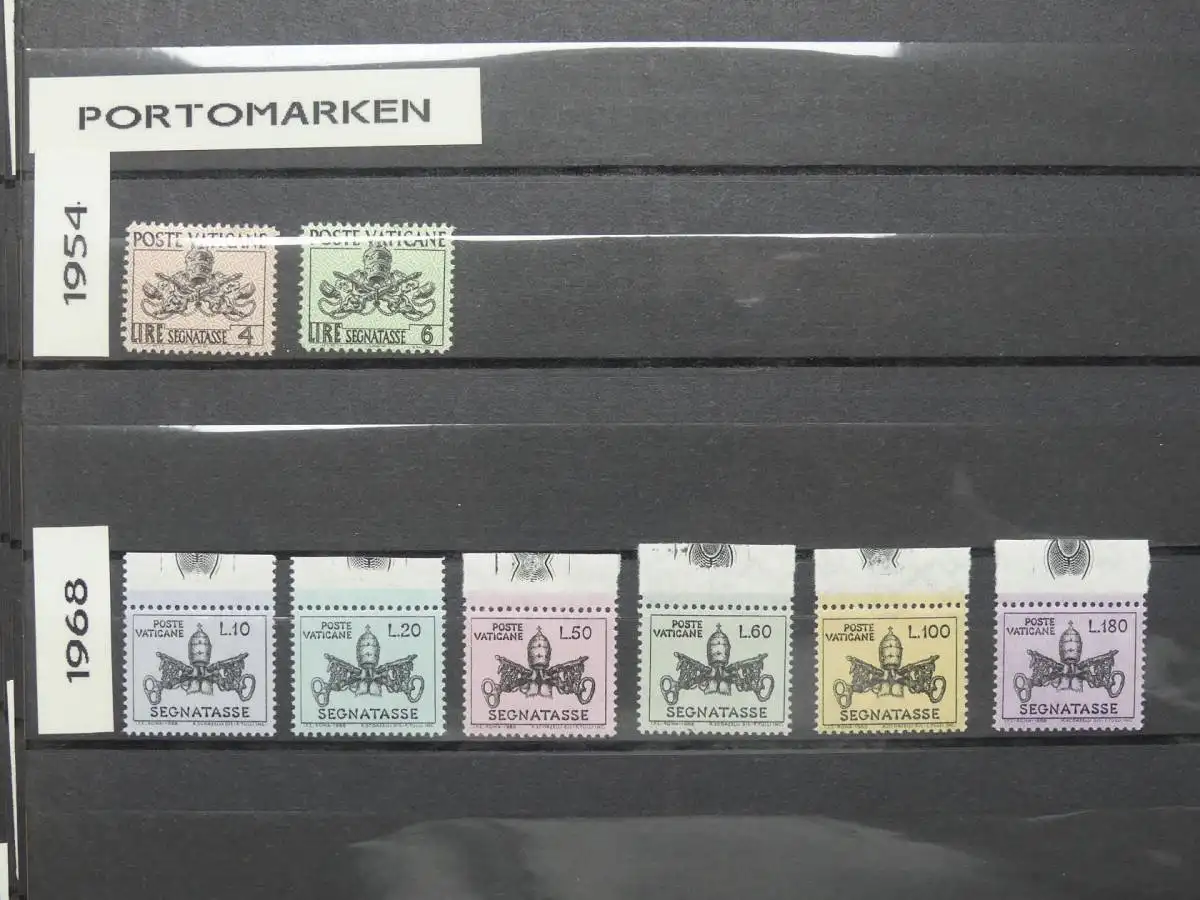 PORTOMARKEN
1954
POSTE VATICANE
LIRE SEGNATASSE 4
POSTE VATICANE
LIRE SEGNATASSE 6
1968
POSTE
VATICANE
L.10
SEGNATASSE
POSTE
VATICANE
L.20
SEGNATASSE
POSTE
VATICANE
L.50
SEGNATASSE
POSTE
VATICANE
L.60
SEGNATASSE
POSTE
VATICANE
L.100
SEGNATASSE
POSTE
VATICANE
L.180
SEGNATASSE